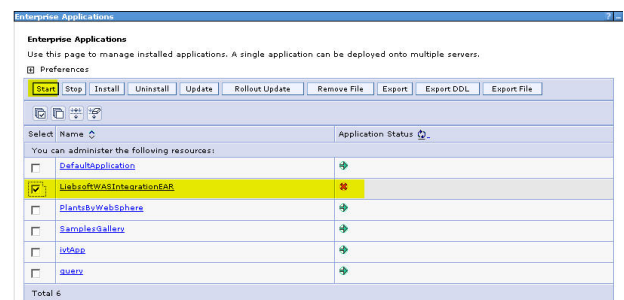 Enterprise Applications ? _
Enterprise Applications
Use this page to manage installed applications. A single application can be deployed onto multiple servers.
Preferences
Start Stop Install Uninstall Update Rollout Update Remove File Export Export DDL Export File
Select Name Application Status
You can administer the following resources:
DefaultApplication
LiebsoftWASIntegrationEAR
PlantsByWebSphere
SamplesGallery
ivtApp
query
Total 6